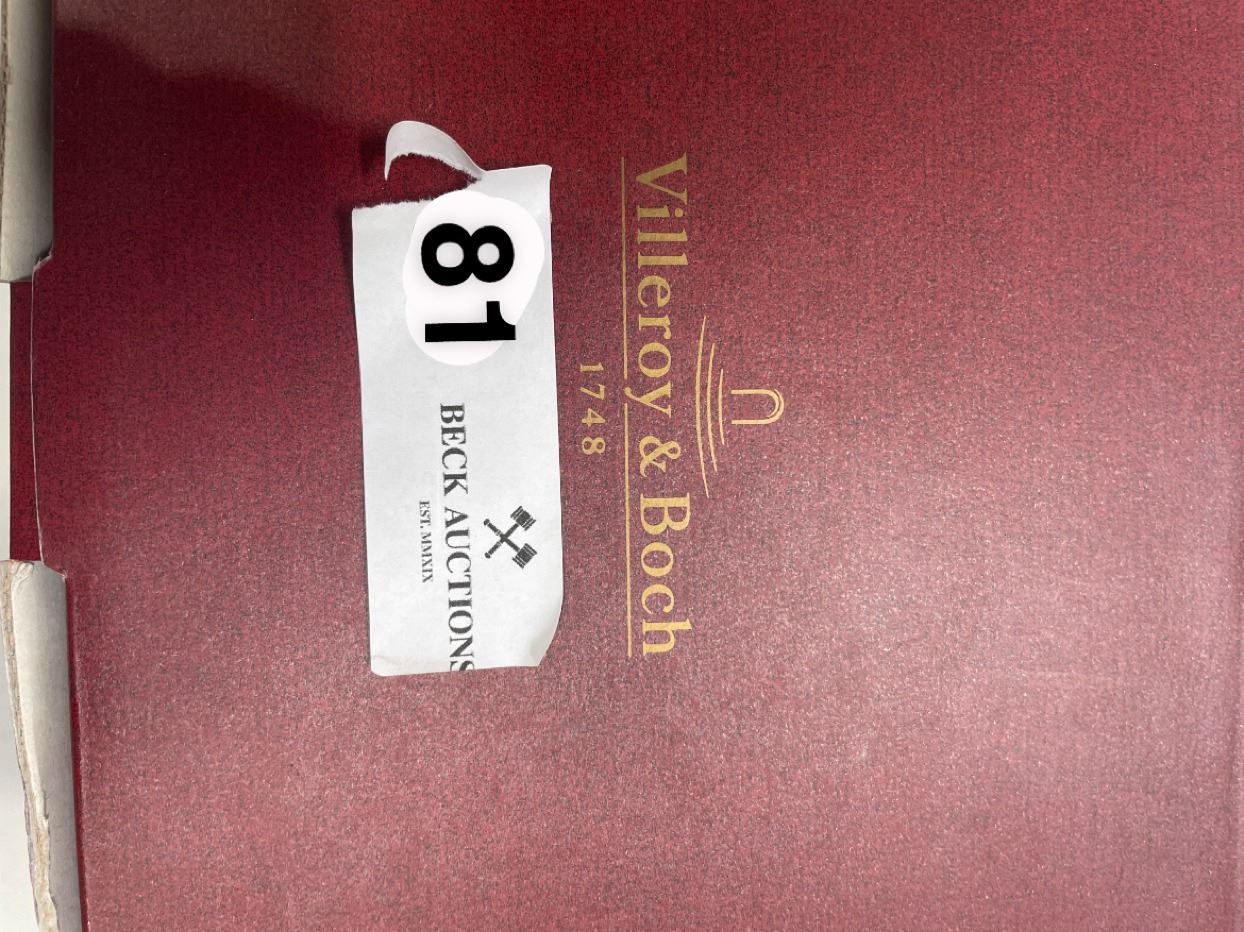 Villeroy & Boch
1748
81
BECK AUCTIONS
EST. MMXIX